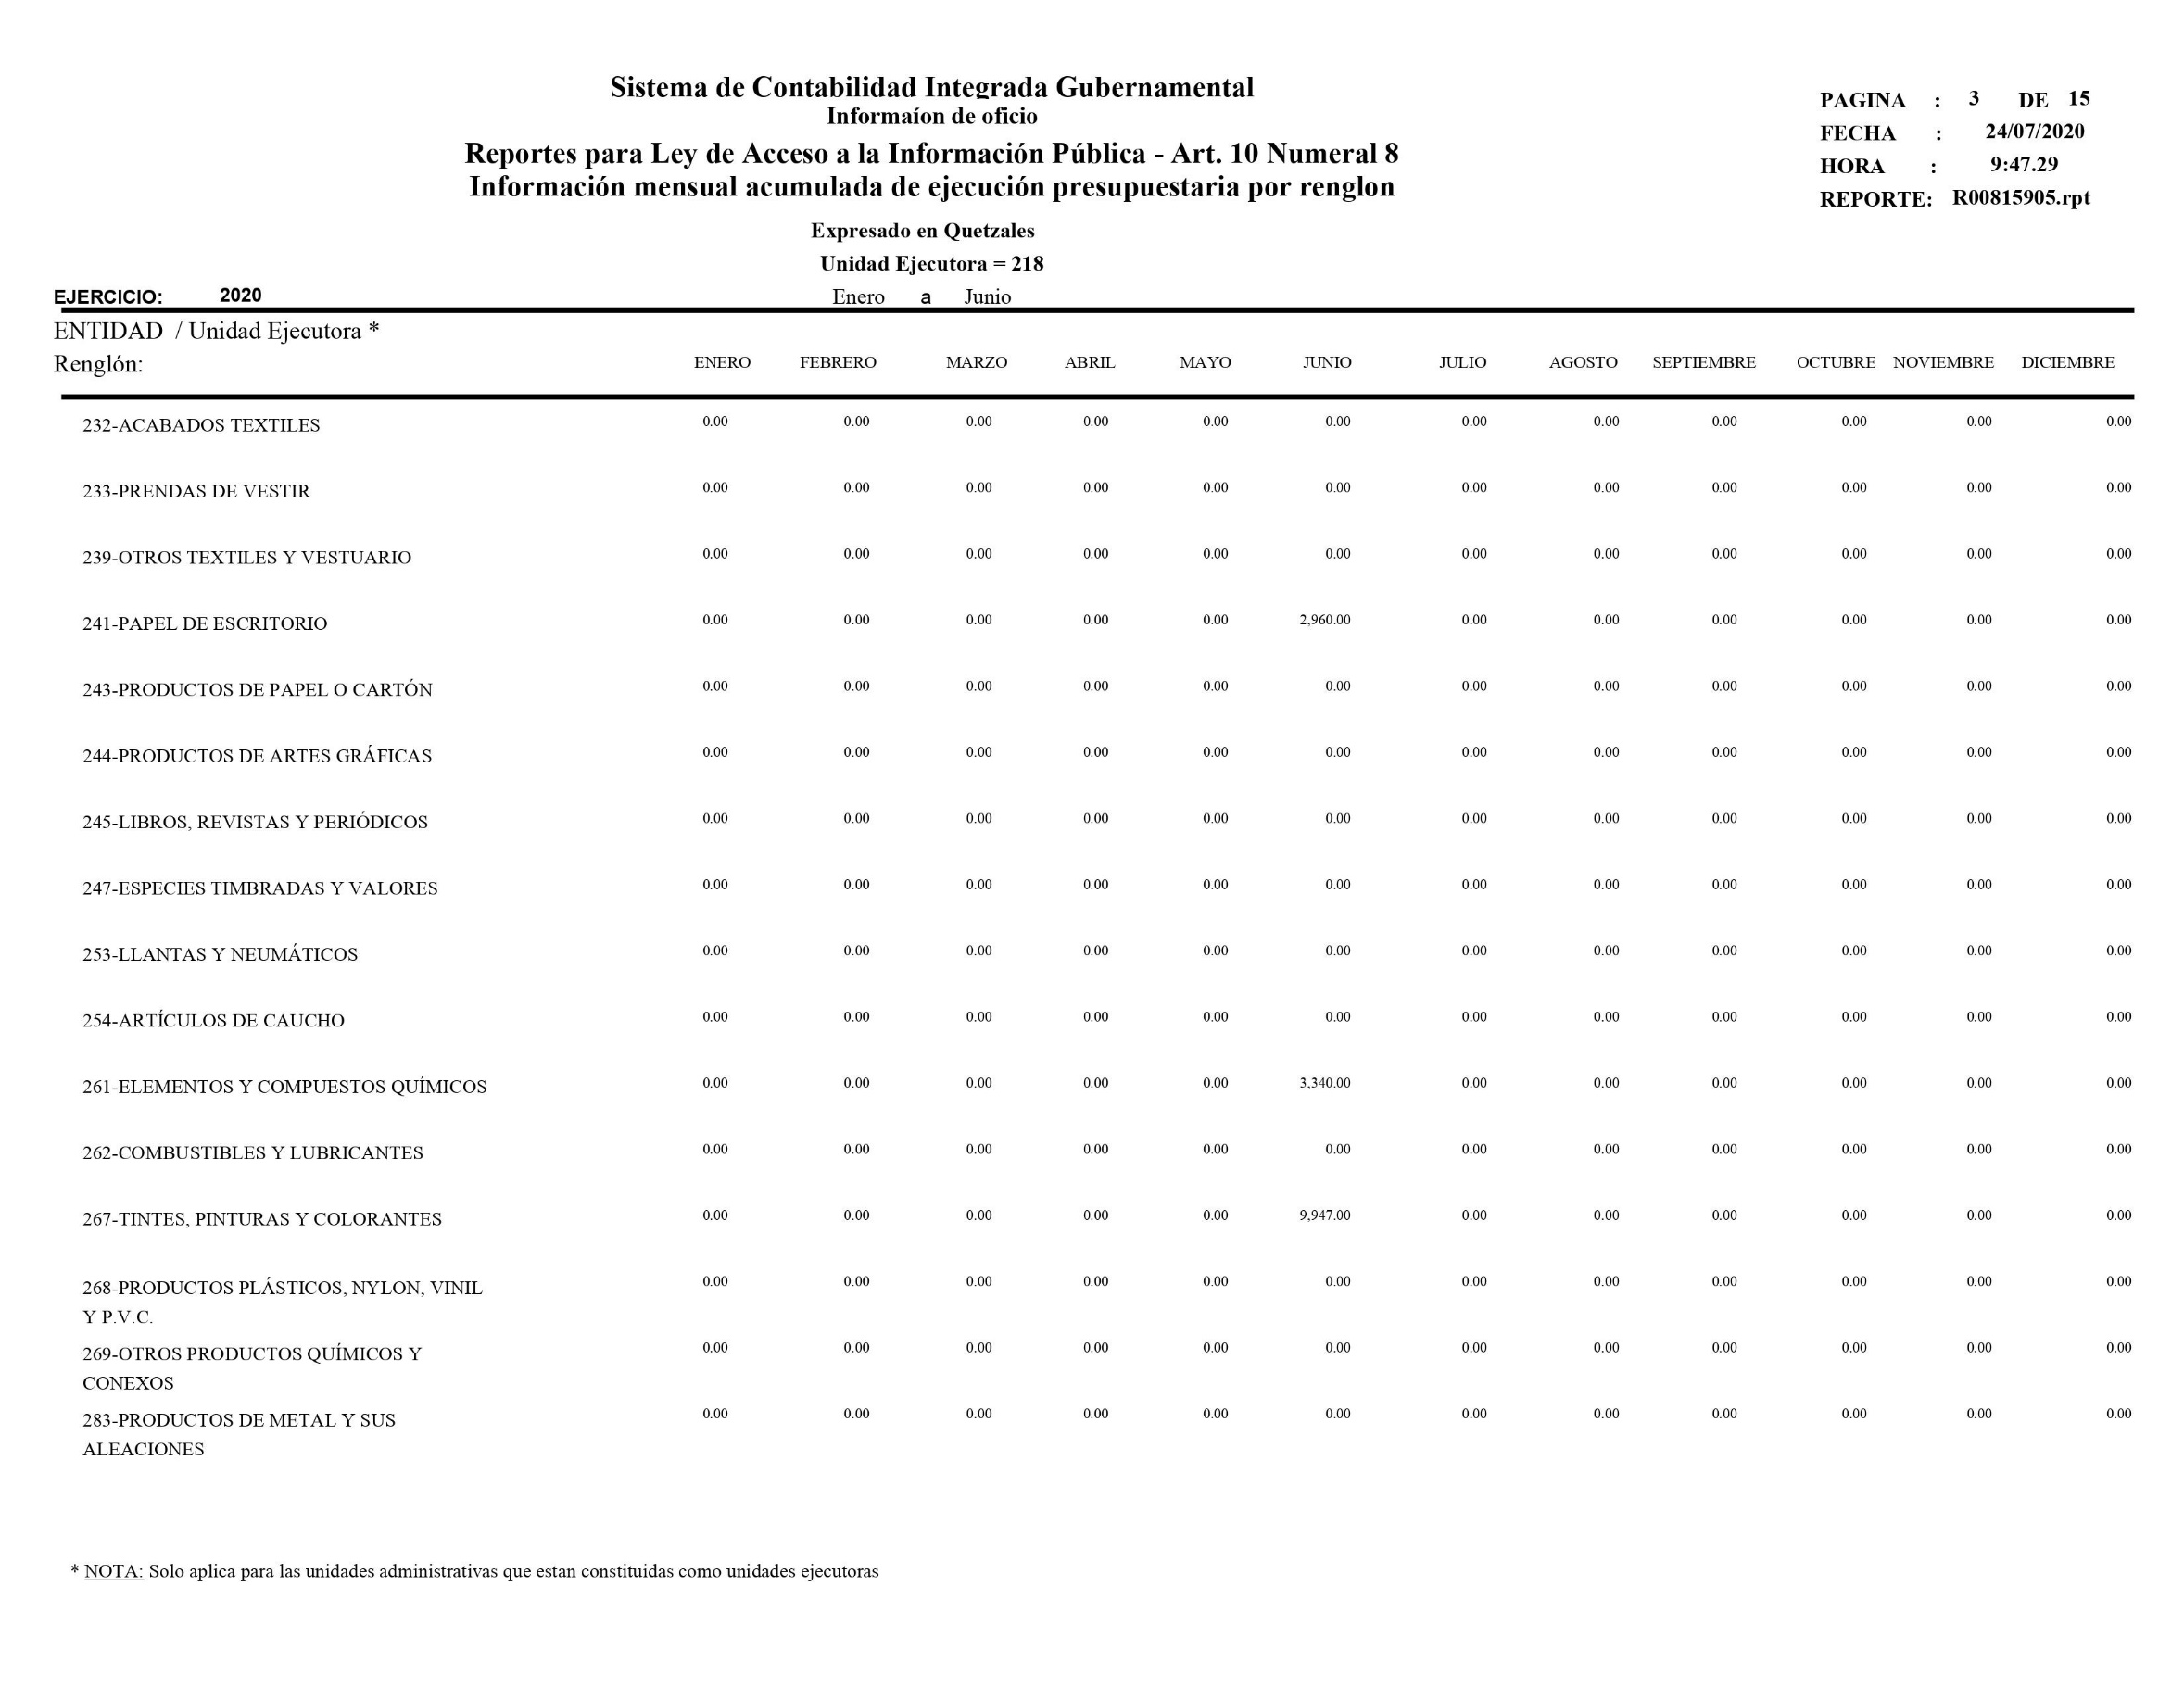 Sistema de Contabilidad Integrada Gubernamental
Informaíon de oficio
Reportes para Ley de Acceso a la Información Pública - Art. 10 Numeral 8
Información mensual acumulada de ejecución presupuestaria por renglon
Expresado en Quetzales
Unidad Ejecutora = 218
PAGINA : 3 DE 15
FECHA : 24/07/2020
HORA : 9:47.29
REPORTE: R00815905.rpt
EJERCICIO: 2020 Enero a Junio
ENTIDAD / Unidad Ejecutora *
Renglón: ENERO FEBRERO MARZO ABRIL MAYO JUNIO JULIO AGOSTO SEPTIEMBRE OCTUBRE NOVIEMBRE DICIEMBRE
232-ACABADOS TEXTILES 0.00 0.00 0.00 0.00 0.00 0.00 0.00 0.00 0.00 0.00 0.00 0.00
233-PRENDAS DE VESTIR 0.00 0.00 0.00 0.00 0.00 0.00 0.00 0.00 0.00 0.00 0.00 0.00
239-OTROS TEXTILES Y VESTUARIO 0.00 0.00 0.00 0.00 0.00 0.00 0.00 0.00 0.00 0.00 0.00 0.00
241-PAPEL DE ESCRITORIO 0.00 0.00 0.00 0.00 0.00 2,960.00 0.00 0.00 0.00 0.00 0.00 0.00
243-PRODUCTOS DE PAPEL O CARTÓN 0.00 0.00 0.00 0.00 0.00 0.00 0.00 0.00 0.00 0.00 0.00 0.00
244-PRODUCTOS DE ARTES GRÁFICAS 0.00 0.00 0.00 0.00 0.00 0.00 0.00 0.00 0.00 0.00 0.00 0.00
245-LIBROS, REVISTAS Y PERIÓDICOS 0.00 0.00 0.00 0.00 0.00 0.00 0.00 0.00 0.00 0.00 0.00 0.00
247-ESPECIES TIMBRADAS Y VALORES 0.00 0.00 0.00 0.00 0.00 0.00 0.00 0.00 0.00 0.00 0.00 0.00
253-LLANTAS Y NEUMÁTICOS 0.00 0.00 0.00 0.00 0.00 0.00 0.00 0.00 0.00 0.00 0.00 0.00
254-ARTÍCULOS DE CAUCHO 0.00 0.00 0.00 0.00 0.00 0.00 0.00 0.00 0.00 0.00 0.00 0.00
261-ELEMENTOS Y COMPUESTOS QUÍMICOS 0.00 0.00 0.00 0.00 0.00 3,340.00 0.00 0.00 0.00 0.00 0.00 0.00
262-COMBUSTIBLES Y LUBRICANTES 0.00 0.00 0.00 0.00 0.00 0.00 0.00 0.00 0.00 0.00 0.00 0.00
267-TINTES, PINTURAS Y COLORANTES 0.00 0.00 0.00 0.00 0.00 9,947.00 0.00 0.00 0.00 0.00 0.00 0.00
268-PRODUCTOS PLÁSTICOS, NYLON, VINIL 0.00 0.00 0.00 0.00 0.00 0.00 0.00 0.00 0.00 0.00 0.00 0.00
Y P.V.C.
269-OTROS PRODUCTOS QUÍMICOS Y 0.00 0.00 0.00 0.00 0.00 0.00 0.00 0.00 0.00 0.00 0.00 0.00
CONEXOS
283-PRODUCTOS DE METAL Y SUS 0.00 0.00 0.00 0.00 0.00 0.00 0.00 0.00 0.00 0.00 0.00 0.00
ALEACIONES
* NOTA: Solo aplica para las unidades administrativas que estan constituidas como unidades ejecutoras